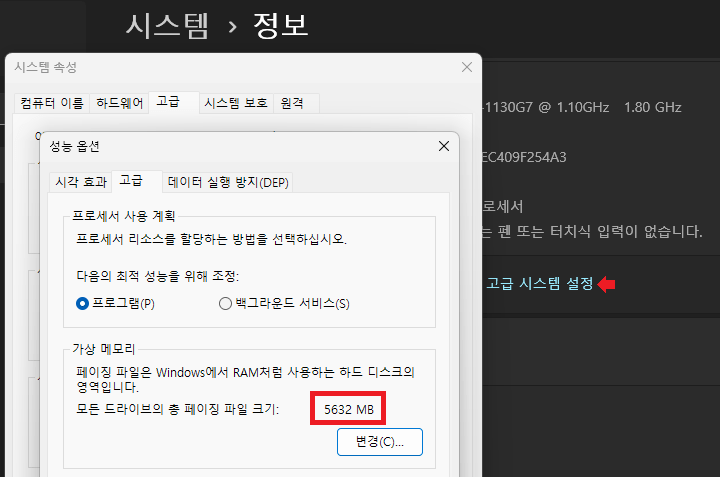 시스템 › 정보
시스템 속성
컴퓨터 이름 하드웨어 고급 시스템 보호 원격
-1130G7 @ 1.10GHz 1.80 GHz
성능 옵션
EC409F254A3
시각 효과 고급 데이터 실행 방지(DEP)
로세서
는 펜 또는 터치식 입력이 없습니다.
프로세서 사용 계획
프로세서 리소스를 할당하는 방법을 선택하십시오.
다음의 최적 성능을 위해 조정:
고급 시스템 설정
프로그램(P) 백그라운드 서비스(S)
가상 메모리
페이징 파일은 Windows에서 RAM처럼 사용하는 하드 디스크의
영역입니다.
모든 드라이브의 총 페이징 파일 크기: 5632 MB
변경(C)...